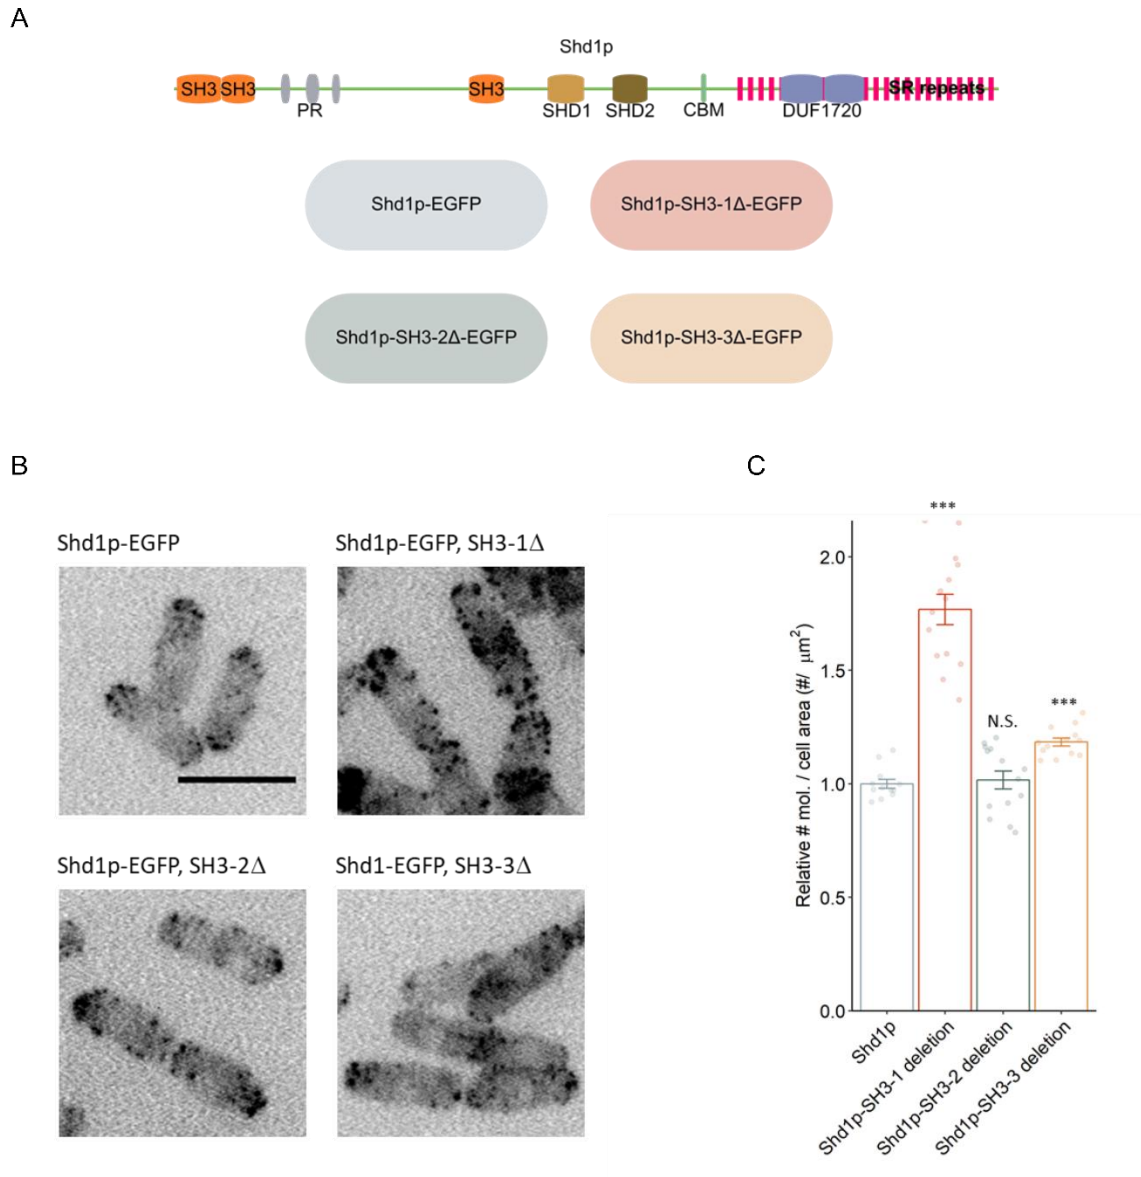 A
Shd1p
SH3 SH3 SH3 SR repeats
PR SHD1 SHD2 CBM DUF1720
Shd1p-EGFP Shd1p-SH3-1Δ-EGFP
Shd1p-SH3-2Δ-EGFP Shd1p-SH3-3Δ-EGFP
B
Shd1p-EGFP Shd1p-EGFP, SH3-1Δ
Shd1p-EGFP, SH3-2Δ Shd1-EGFP, SH3-3Δ
C
***
N.S.
***
Relative # mol. / cell area (#/ μm²)
2.0
1.5
1.0
0.5
0.0
Shd1p
Shd1p-SH3-1 deletion
Shd1p-SH3-2 deletion
Shd1p-SH3-3 deletion